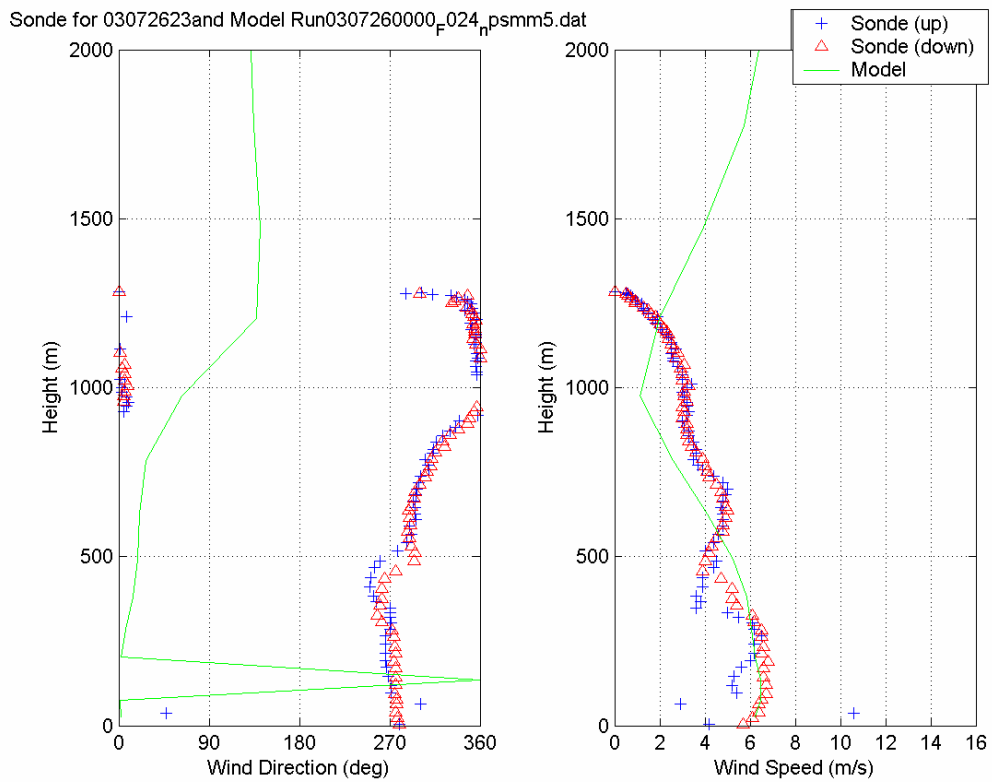 Sonde for 03072623and Model Run0307260000F024npsmm5.dat
Sonde (up)
Sonde (down)
Model
2000
1500
1000
500
0
Height (m)
0 90 180 270 360
Wind Direction (deg)
2000
1500
1000
500
0
Height (m)
0 2 4 6 8 10 12 14 16
Wind Speed (m/s)